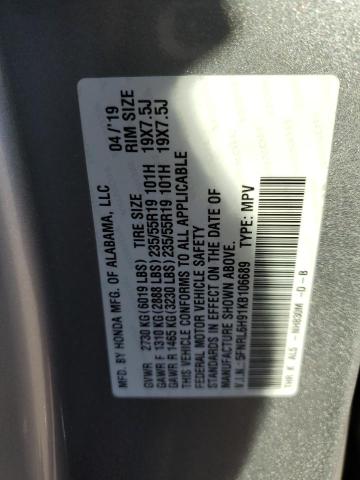 MFD. BY HONDA MFG. OF ALABAMA, LLC 04/'19
TIRE SIZE RIM SIZE
GVWR 2730 KG(6019 LBS)
GAWR F 1310 KG(2888 LBS) 235/55R19 101H 19X7.5J
GAWR R 1465 KG(3230 LBS) 235/55R19 101H 19X7.5J
THIS VEHICLE CONFORMS TO ALL APPLICABLE
FEDERAL MOTOR VEHICLE SAFETY
STANDARDS IN EFFECT ON THE DATE OF
MANUFACTURE SHOWN ABOVE.
V.I.N.: 5FNRL6H91KB106689 TYPE: MPV
THR K AL5 - NH830M -D -B